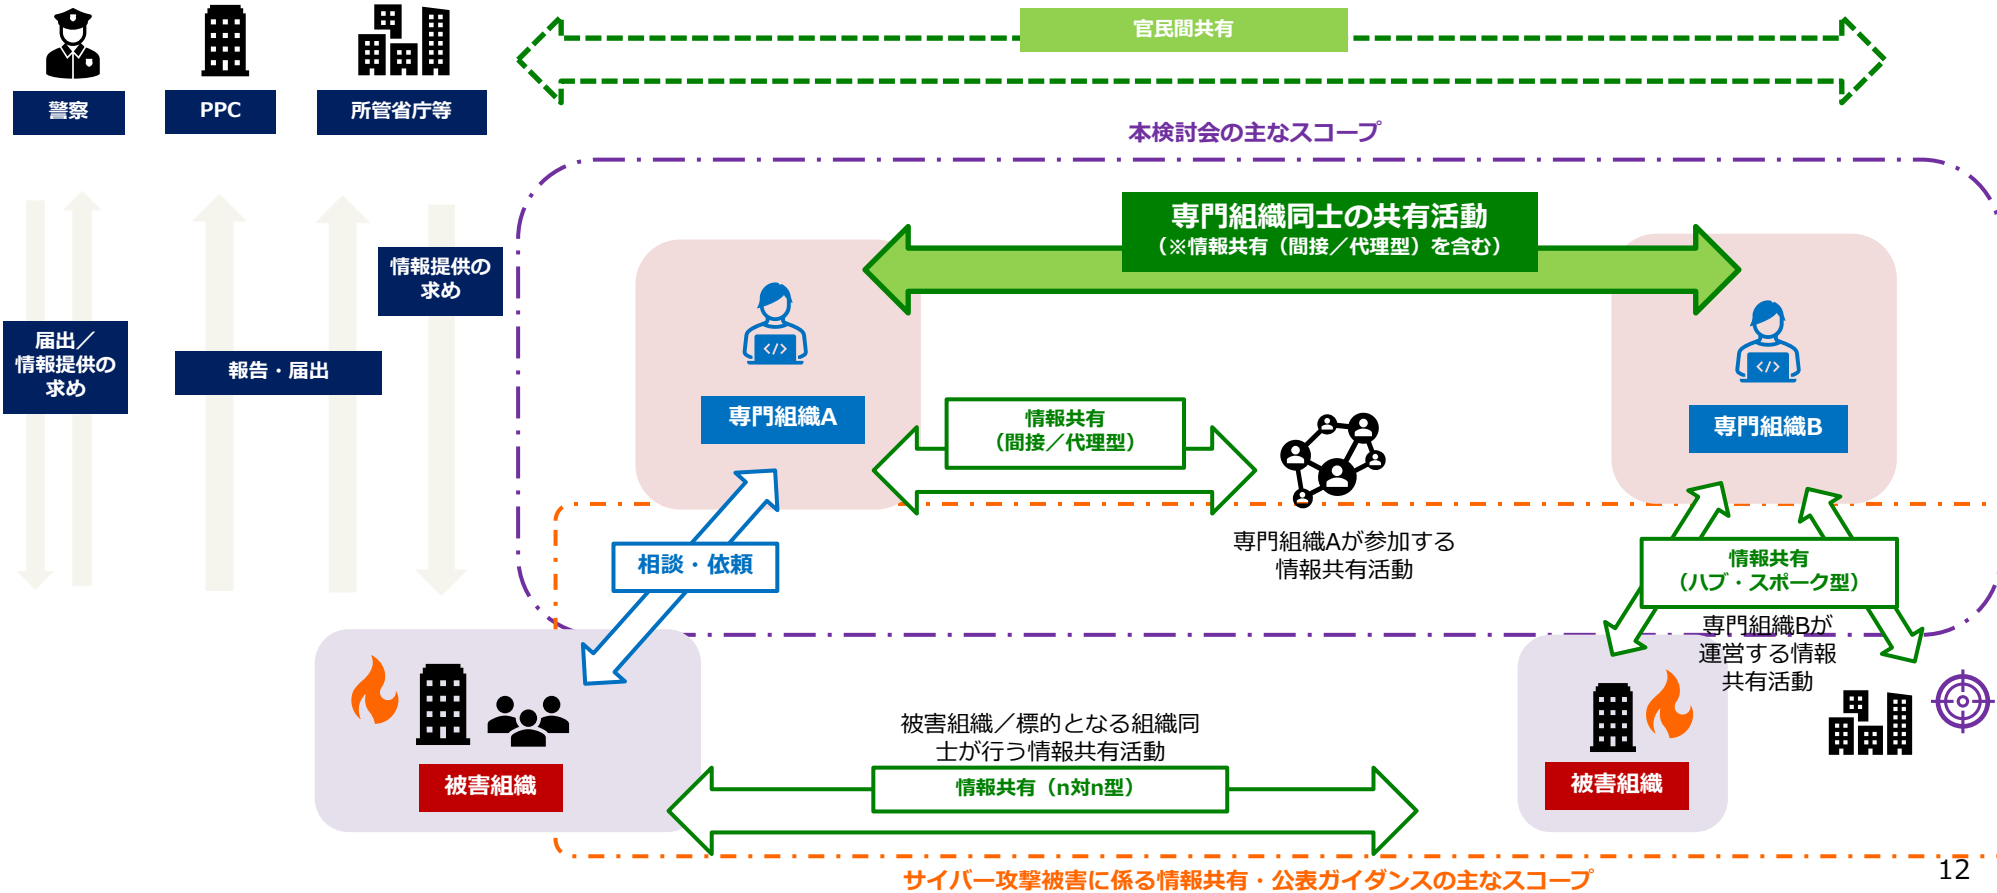 官民間共有
警察
PPC
所管省庁等
本検討会の主なスコープ
専門組織同士の共有活動
（※情報共有（間接／代理型）を含む）
情報提供の
求め
届出／
情報提供の
求め
報告・届出
専門組織A
情報共有
（間接／代理型）
専門組織B
専門組織Aが参加する
情報共有活動
相談・依頼
情報共有
（ハブ・スポーク型）
専門組織Bが
運営する情報
共有活動
被害組織／標的となる組織同
士が行う情報共有活動
情報共有（n対n型）
被害組織
被害組織
サイバー攻撃被害に係る情報共有・公表ガイダンスの主なスコープ
12